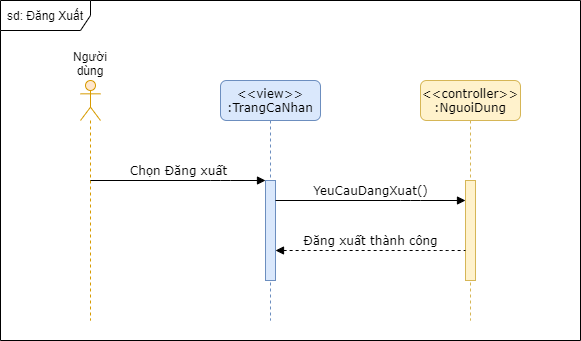 sd: Đăng Xuất
Người
dùng
<<view>>
:TrangCaNhan
<<controller>>
:NguoiDung
Chọn Đăng xuất
YeuCauDangXuat()
Đăng xuất thành công